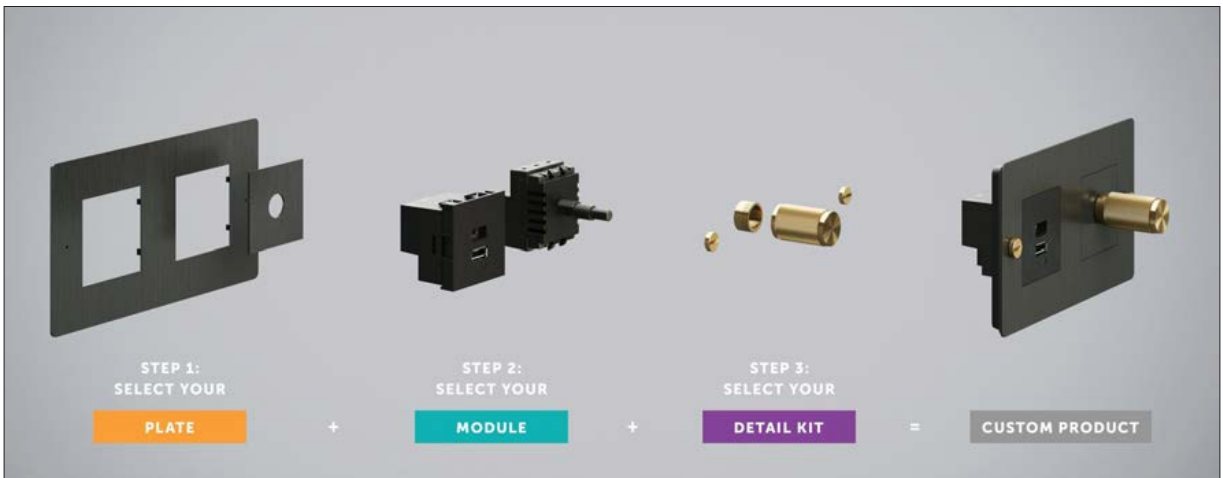 STEP 1:
SELECT YOUR
PLATE
+
STEP 2:
SELECT YOUR
MODULE
+
STEP 3:
SELECT YOUR
DETAIL KIT
=
CUSTOM PRODUCT